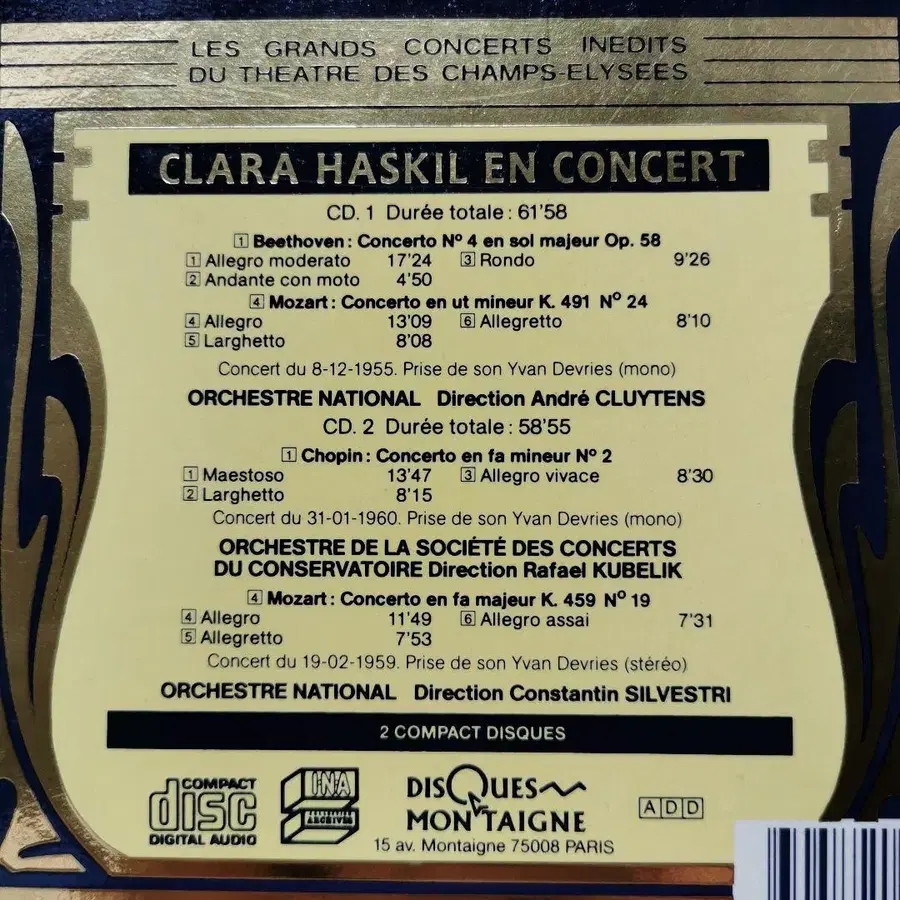 LES GRANDS CONCERTS INEDITS
DU THEATRE DES CHAMPS-ELYSEES
CLARA HASKIL EN CONCERT
CD. 1 Durée totale : 61'58
1 Beethoven : Concerto Nº 4 en sol majeur Op. 58
1 Allegro moderato 17'24 3 Rondo 9'26
2 Andante con moto 4'50
4 Mozart : Concerto en ut mineur K. 491 Nº 24
4 Allegro 13'09 6 Allegretto 8'10
5 Larghetto 8'08
Concert du 8-12-1955. Prise de son Yvan Devries (mono)
ORCHESTRE NATIONAL Direction André CLUYTENS
CD. 2 Durée totale : 58'55
1 Chopin : Concerto en fa mineur Nº 2
1 Maestoso 13'47 3 Allegro vivace 8'30
2 Larghetto 8'15
Concert du 31-01-1960. Prise de son Yvan Devries (mono)
ORCHESTRE DE LA SOCIÉTÉ DES CONCERTS
DU CONSERVATOIRE Direction Rafael KUBELIK
4 Mozart : Concerto en fa majeur K. 459 Nº 19
4 Allegro 11'49 6 Allegro assai 7'31
5 Allegretto 7'53
Concert du 19-02-1959. Prise de son Yvan Devries (stéréo)
ORCHESTRE NATIONAL Direction Constantin SILVESTRI
2 COMPACT DISQUES
COMPACT
disc
DIGITAL AUDIO
INA
ARCHIVES
DISQUES
MONTAIGNE
15 av. Montaigne 75008 PARIS
ADD